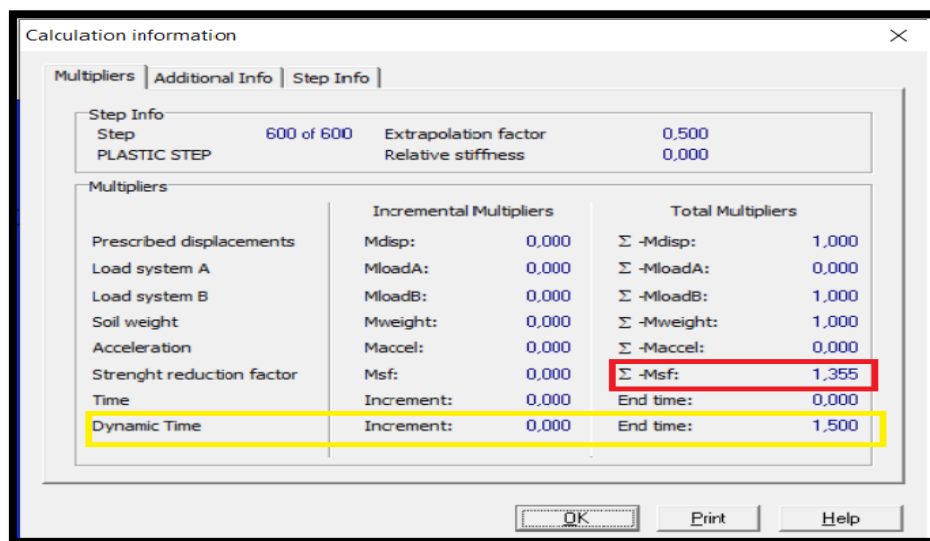 Calculation information
Multipliers Additional Info Step Info
Step Info
Step 600 of 600 Extrapolation factor 0,500
PLASTIC STEP Relative stiffness 0,000
Multipliers
Incremental Multipliers Total Multipliers
Prescribed displacements Mdisp: 0,000 Σ -Mdisp: 1,000
Load system A MloadA: 0,000 Σ -MloadA: 0,000
Load system B MloadB: 0,000 Σ -MloadB: 1,000
Soil weight Mweight: 0,000 Σ -Mweight: 1,000
Acceleration Maccel: 0,000 Σ -Maccel: 0,000
Strenght reduction factor Msf: 0,000 Σ -Msf: 1,355
Time Increment: 0,000 End time: 0,000
Dynamic Time Increment: 0,000 End time: 1,500
OK Print Help